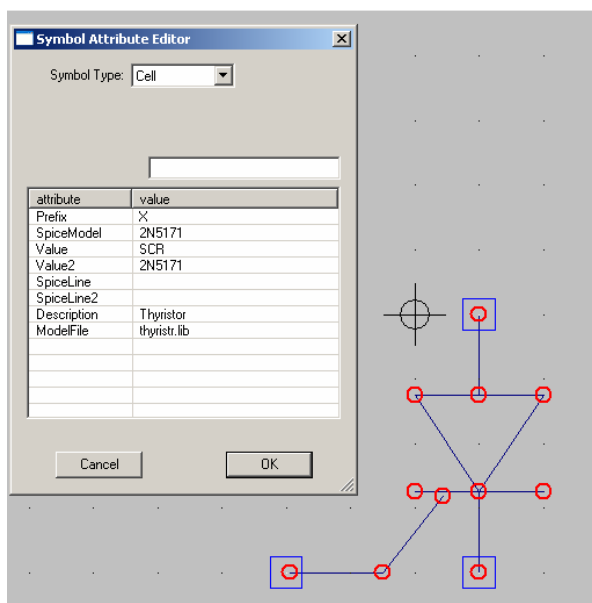 Symbol Attribute Editor
Symbol Type: Cell
attribute value
Prefix X
SpiceModel 2N5171
Value SCR
Value2 2N5171
SpiceLine
SpiceLine2
Description Thyristor
ModelFile thyristr.lib
Cancel OK